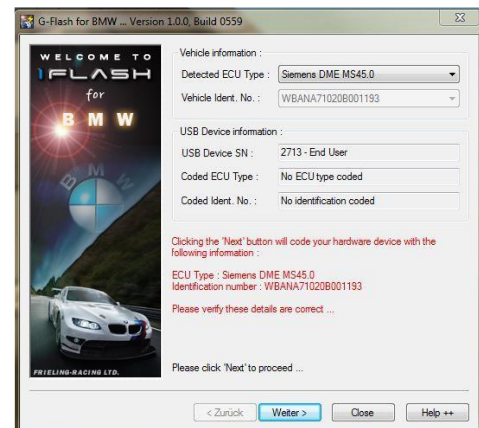 G-Flash for BMW ... Version 1.0.0, Build 0559
WELCOME TO
IFLASH
for
BMW
BMW
FRIELING-RACING LTD.
Vehicle information :
Detected ECU Type : Siemens DME MS45.0
Vehicle Ident. No. : WBANA71020B001193
USB Device information :
USB Device SN : 2713 - End User
Coded ECU Type : No ECU type coded
Coded Ident. No. : No identification coded
Clicking the 'Next' button will code your hardware device with the
following information :
ECU Type : Siemens DME MS45.0
Identification number : WBANA71020B001193
Please verify these details are correct ...
Please click 'Next' to proceed ...
< Zurück Weiter > Close Help ++